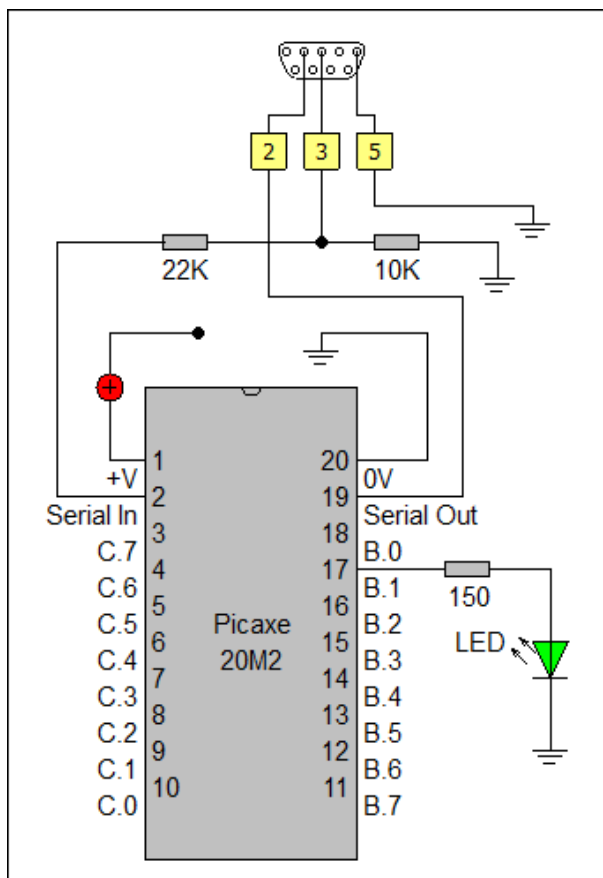 2 3 5
22K 10K
+
1 20
+V 0V
2 19
Serial In Serial Out
3 18
C.7 B.0
4 17
C.6 B.1
150
5 16
C.5 B.2
Picaxe
6 15
LED
C.4 B.3
20M2
7 14
C.3 B.4
8 13
C.2 B.5
9 12
C.1 B.6
10 11
C.0 B.7